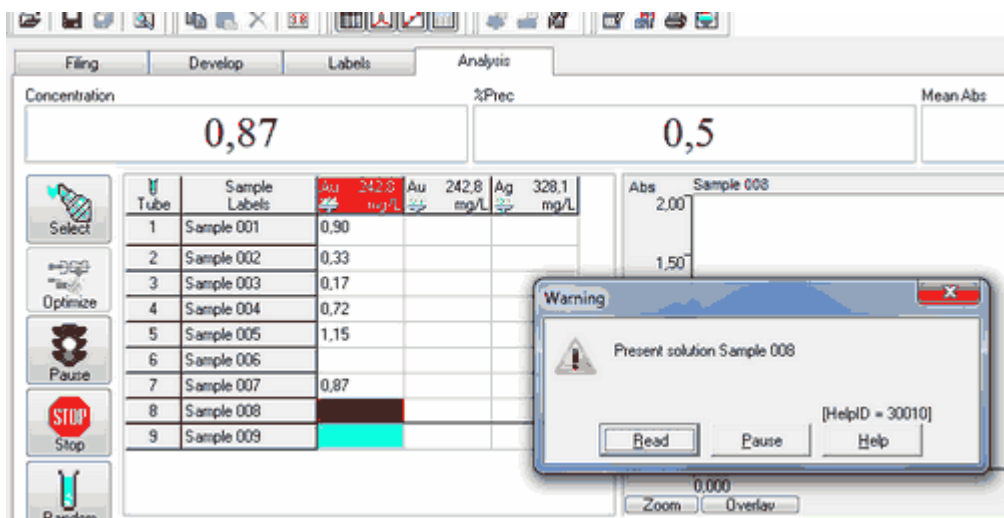 Filing Develop Labels Analysis
Concentration %Prec Mean Abs
0,87 0,5
Tube Sample Labels Au 242,8 mg/L Au 242,8 mg/L Ag 328,1 mg/L
1 Sample 001 0,90
2 Sample 002 0,33
3 Sample 003 0,17
4 Sample 004 0,72
5 Sample 005 1,15
6 Sample 006
7 Sample 007 0,87
8 Sample 008
9 Sample 009
Select
Optimize
Pause
STOP
Stop
Random
Abs Sample 008
2,00
1,50
Warning
Present solution Sample 008
[HelpID = 30010]
Read Pause Help
0,000
Zoom Overlay